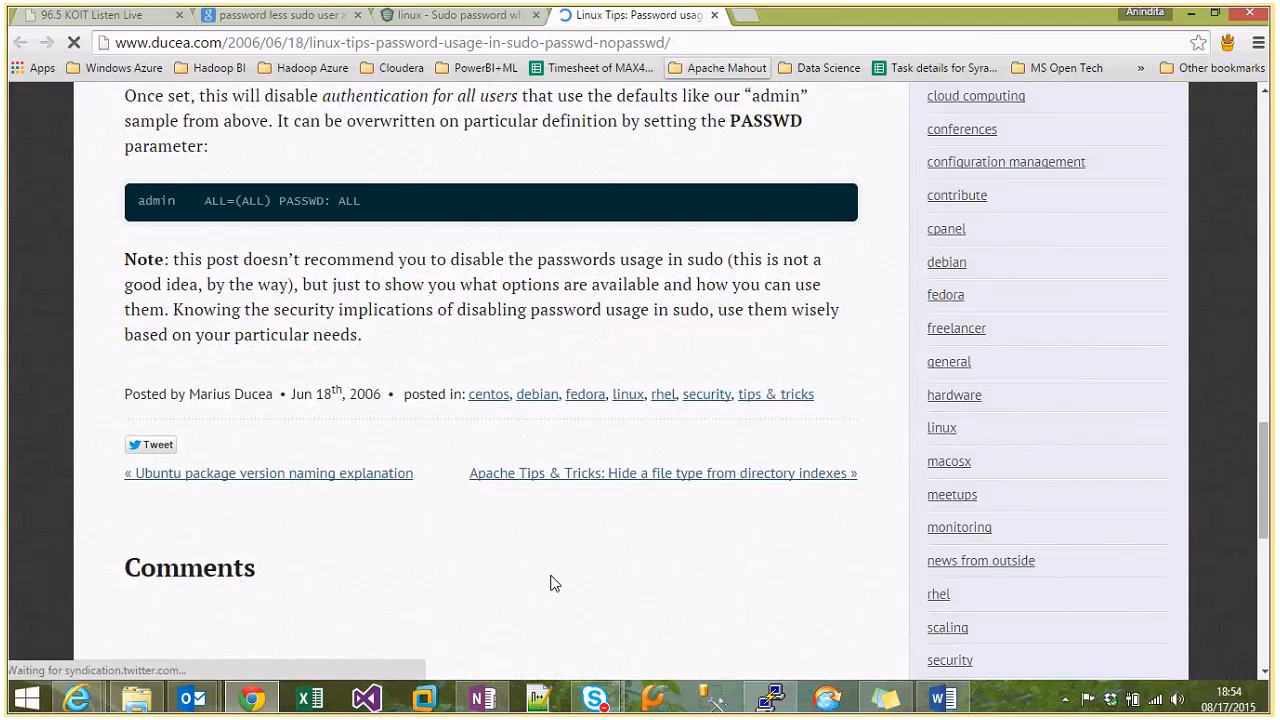 96.5 KOIT Listen Live
password less sudo user a
linux - Sudo password wh
Linux Tips: Password usag
Anindita
www.ducea.com/2006/06/18/linux-tips-password-usage-in-sudo-passwd-nopasswd/
Apps
Windows Azure
Hadoop BI
Hadoop Azure
Cloudera
PowerBI+ML
Timesheet of MAX4...
Apache Mahout
Data Science
Task details for Syra...
MS Open Tech
»
Other bookmarks
Once set, this will disable authentication for all users that use the defaults like our “admin”
sample from above. It can be overwritten on particular definition by setting the PASSWD
parameter:
admin ALL=(ALL) PASSWD: ALL
Note: this post doesn’t recommend you to disable the passwords usage in sudo (this is not a
good idea, by the way), but just to show you what options are available and how you can use
them. Knowing the security implications of disabling password usage in sudo, use them wisely
based on your particular needs.
Posted by Marius Ducea • Jun 18th, 2006 • posted in: centos, debian, fedora, linux, rhel, security, tips & tricks
Tweet
« Ubuntu package version naming explanation
Apache Tips & Tricks: Hide a file type from directory indexes »
Comments
cloud computing
conferences
configuration management
contribute
cpanel
debian
fedora
freelancer
general
hardware
linux
macosx
meetups
monitoring
news from outside
rhel
scaling
security
Waiting for syndication.twitter.com...
18:54
08/17/2015